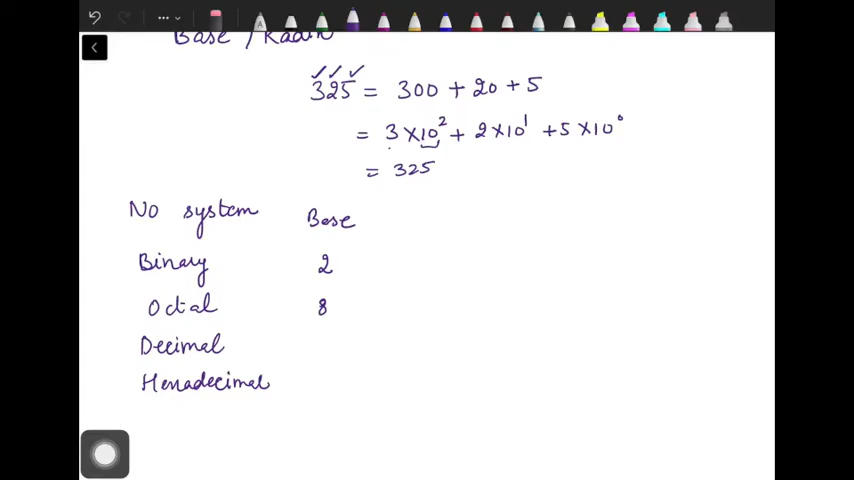 Base / Radix
325 = 300 + 20 + 5
= 3 ×10² + 2 ×10¹ + 5 ×10⁰
= 325
No system Base
Binary 2
Octal 8
Decimal
Hexadecimal